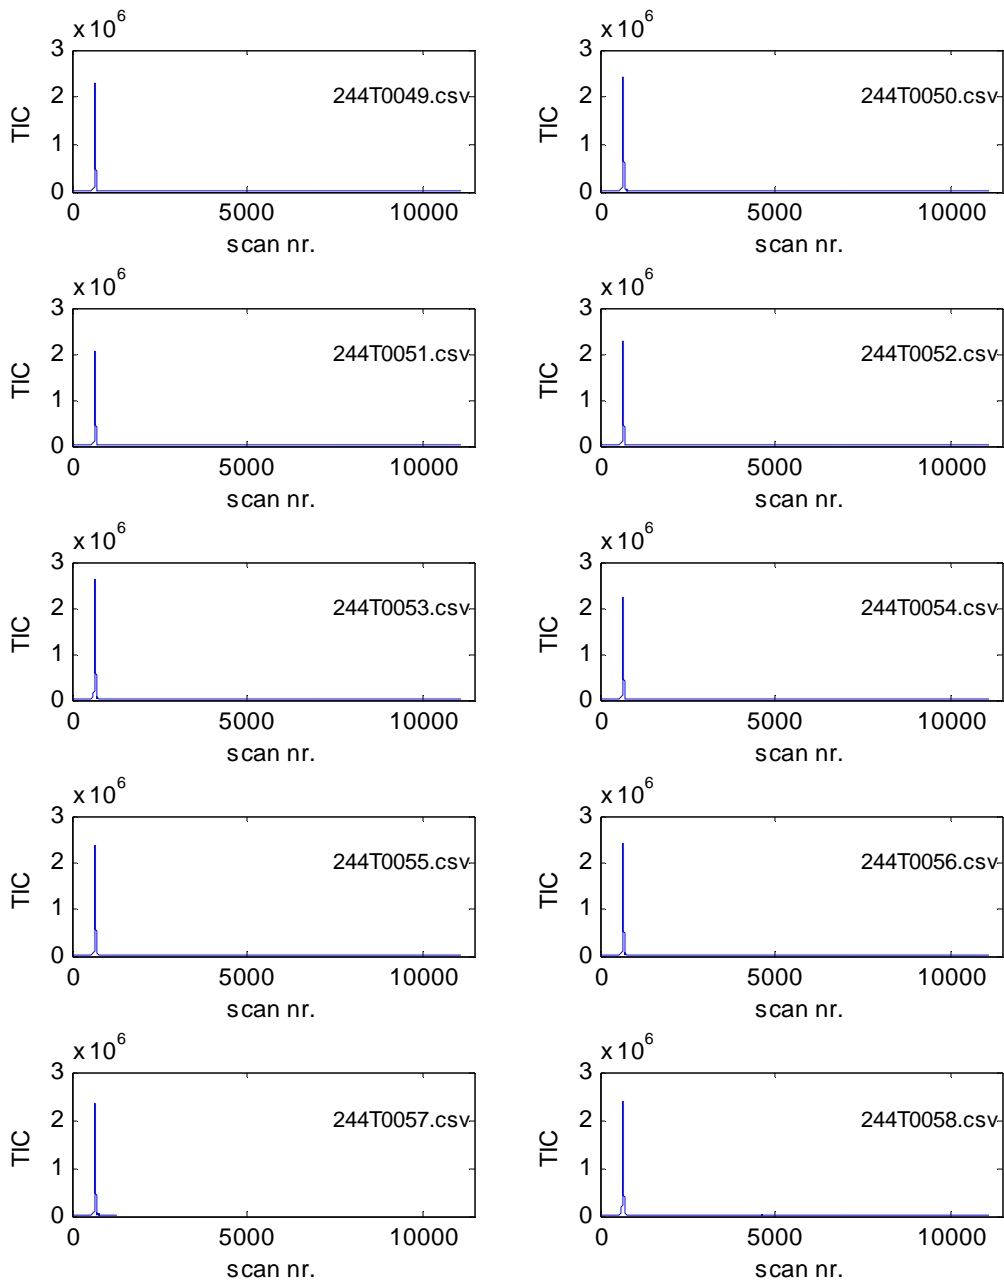 x 10^6
3
2
1
0
TIC
244T0049.csv
0 5000 10000
scan nr.
x 10^6
3
2
1
0
TIC
244T0050.csv
0 5000 10000
scan nr.
x 10^6
3
2
1
0
TIC
244T0051.csv
0 5000 10000
scan nr.
x 10^6
3
2
1
0
TIC
244T0052.csv
0 5000 10000
scan nr.
x 10^6
3
2
1
0
TIC
244T0053.csv
0 5000 10000
scan nr.
x 10^6
3
2
1
0
TIC
244T0054.csv
0 5000 10000
scan nr.
x 10^6
3
2
1
0
TIC
244T0055.csv
0 5000 10000
scan nr.
x 10^6
3
2
1
0
TIC
244T0056.csv
0 5000 10000
scan nr.
x 10^6
3
2
1
0
TIC
244T0057.csv
0 5000 10000
scan nr.
x 10^6
3
2
1
0
TIC
244T0058.csv
0 5000 10000
scan nr.